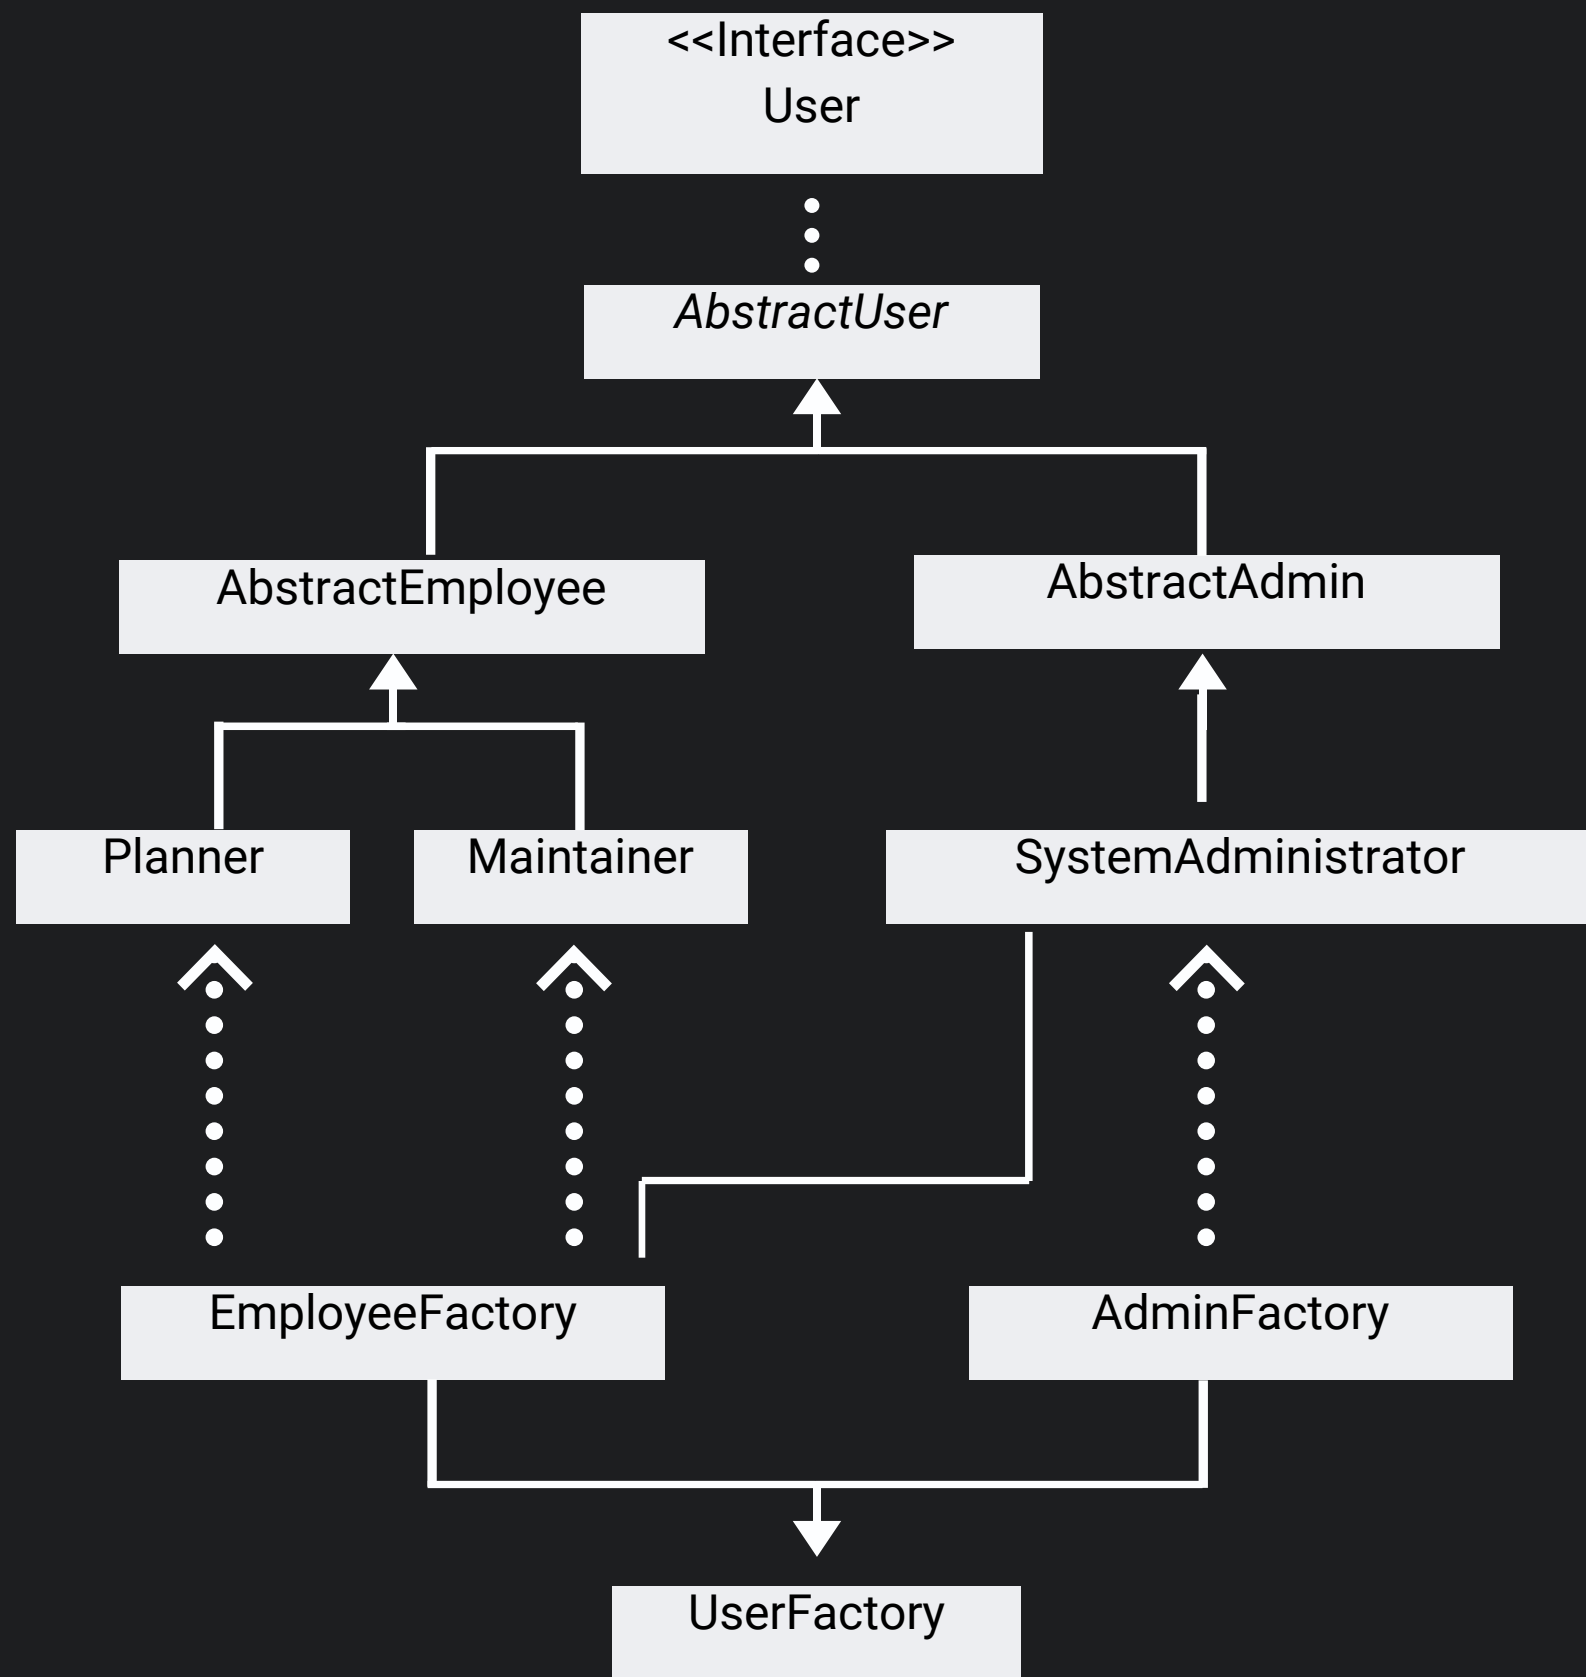 <<Interface>>
User
AbstractUser
AbstractEmployee
AbstractAdmin
Planner
Maintainer
SystemAdministrator
EmployeeFactory
AdminFactory
UserFactory